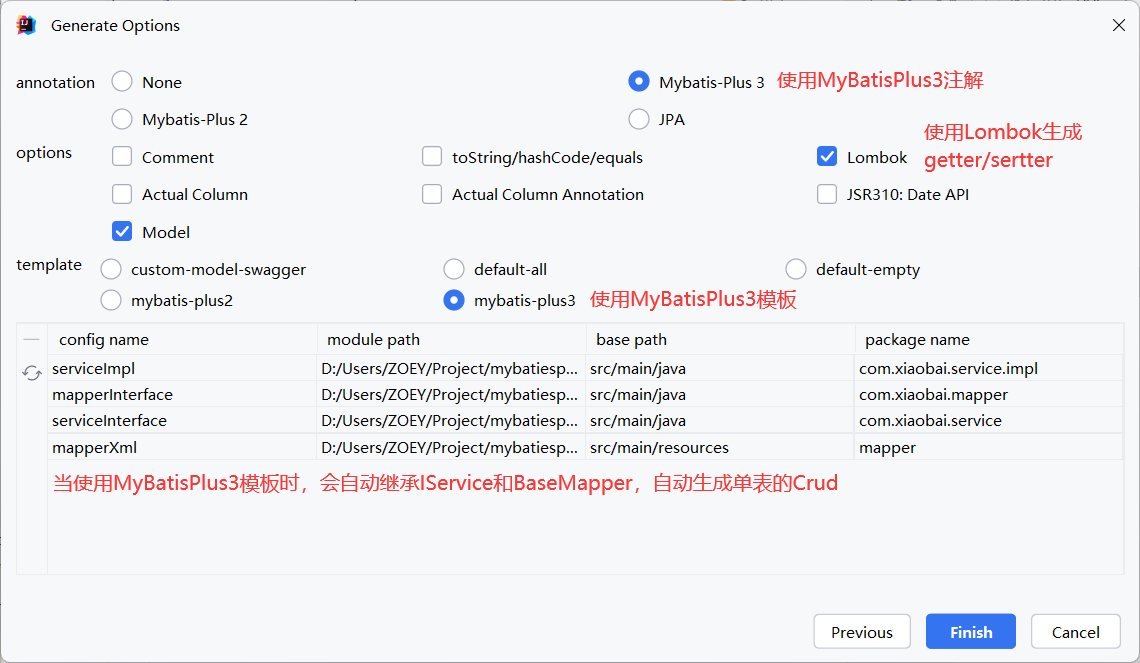 Generate Options
annotation None Mybatis-Plus 3 使用MyBatisPlus3注解
Mybatis-Plus 2 JPA
使用Lombok生成
options Comment toString/hashCode/equals Lombok getter/sertter
Actual Column Actual Column Annotation JSR310: Date API
Model
template custom-model-swagger default-all default-empty
mybatis-plus2 mybatis-plus3 使用MyBatisPlus3模板
config name module path base path package name
serviceImpl D:/Users/ZOEY/Project/mybatiesp... src/main/java com.xiaobai.service.impl
mapperInterface D:/Users/ZOEY/Project/mybatiesp... src/main/java com.xiaobai.mapper
serviceInterface D:/Users/ZOEY/Project/mybatiesp... src/main/java com.xiaobai.service
mapperXml D:/Users/ZOEY/Project/mybatiesp... src/main/resources mapper
当使用MyBatisPlus3模板时，会自动继承IService和BaseMapper，自动生成单表的Crud
Previous Finish Cancel